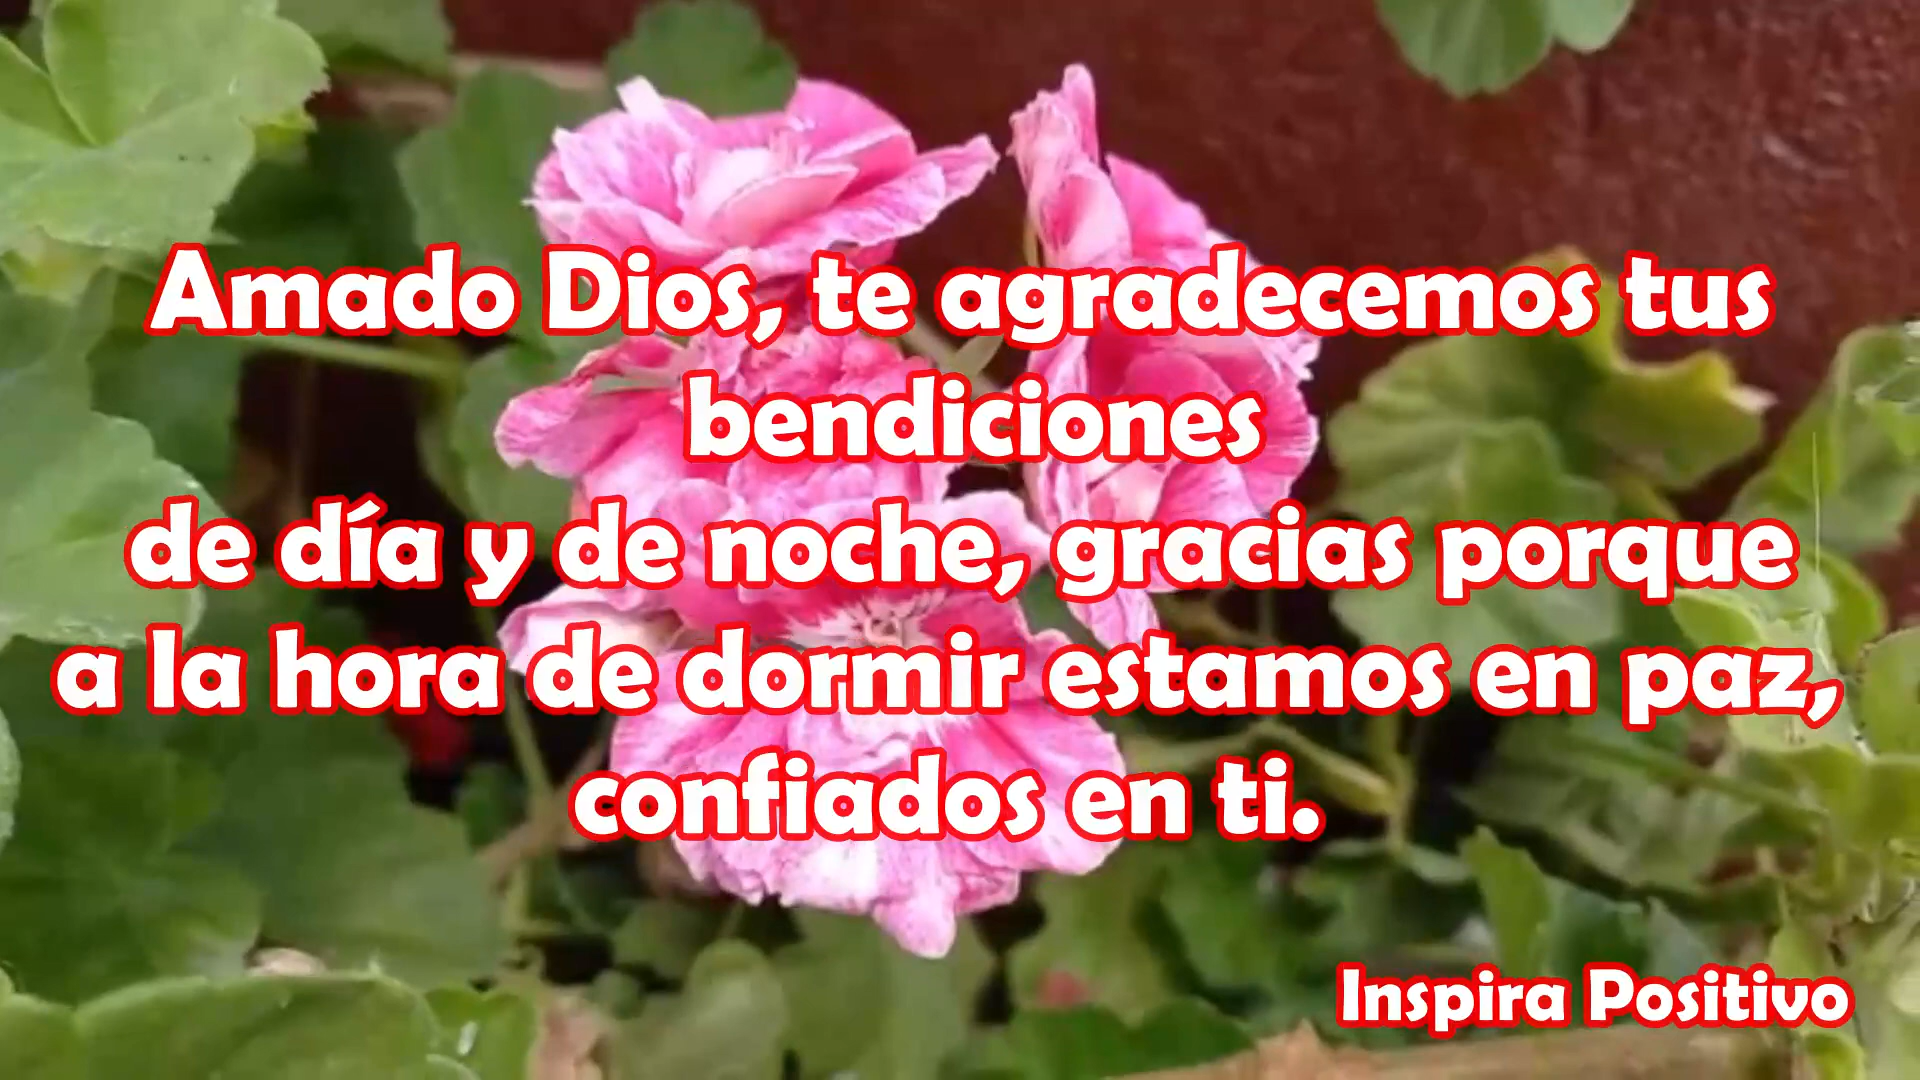 Amado Dios, te agradecemos tus
bendiciones
de día y de noche, gracias porque
a la hora de dormir estamos en paz,
confiados en ti.
Inspira Positivo